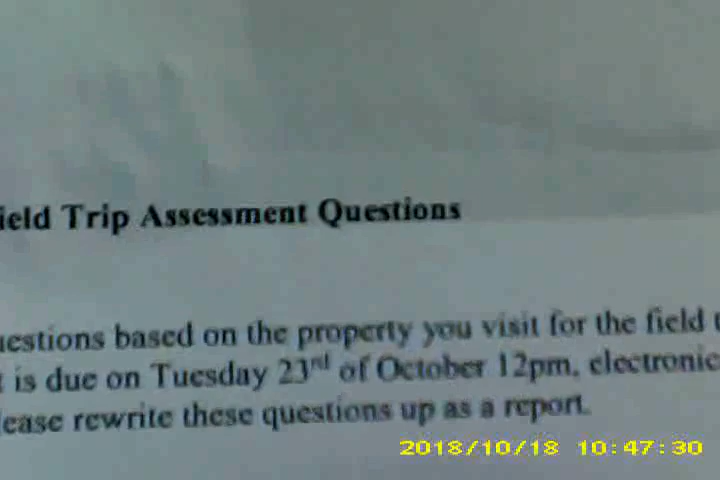 ield Trip Assessment Questions
uestions based on the property you visit for the field
t is due on Tuesday 23rd of October 12pm, electronic
lease rewrite these questions up as a report.
2018/10/18 10:47:30